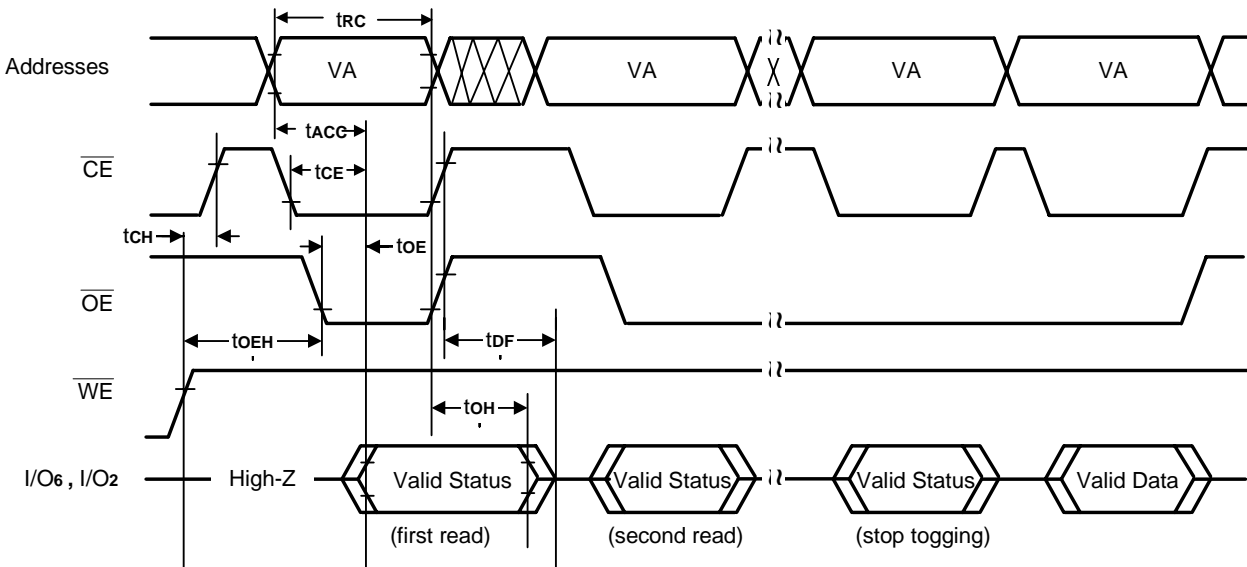 tRC
Addresses VA VA VA VA
tACC
CE
tCE
tCH
tOE
OE
tOEH
tDF
WE
tOH
I/O6 , I/O2 High-Z Valid Status Valid Status Valid Status Valid Data
(first read) (second read) (stop togging)